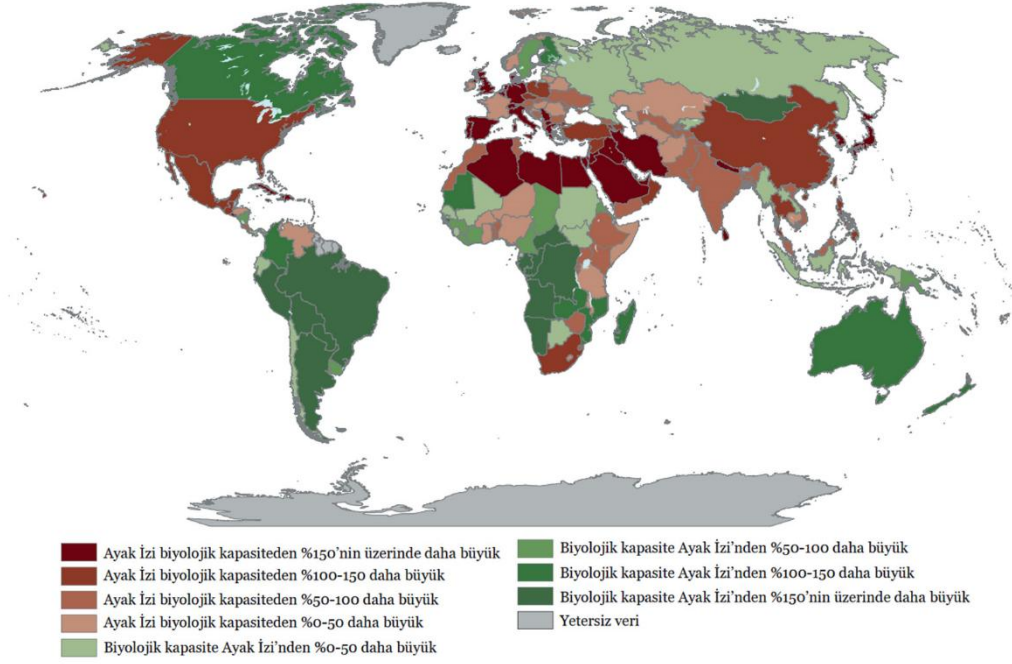 Ayak İzi biyolojik kapasiteden %150’nin üzerinde daha büyük
Ayak İzi biyolojik kapasiteden %100-150 daha büyük
Ayak İzi biyolojik kapasiteden %50-100 daha büyük
Ayak İzi biyolojik kapasiteden %0-50 daha büyük
Biyolojik kapasite Ayak İzi’nden %0-50 daha büyük
Biyolojik kapasite Ayak İzi’nden %50-100 daha büyük
Biyolojik kapasite Ayak İzi’nden %100-150 daha büyük
Biyolojik kapasite Ayak İzi’nden %150’nin üzerinde daha büyük
Yetersiz veri